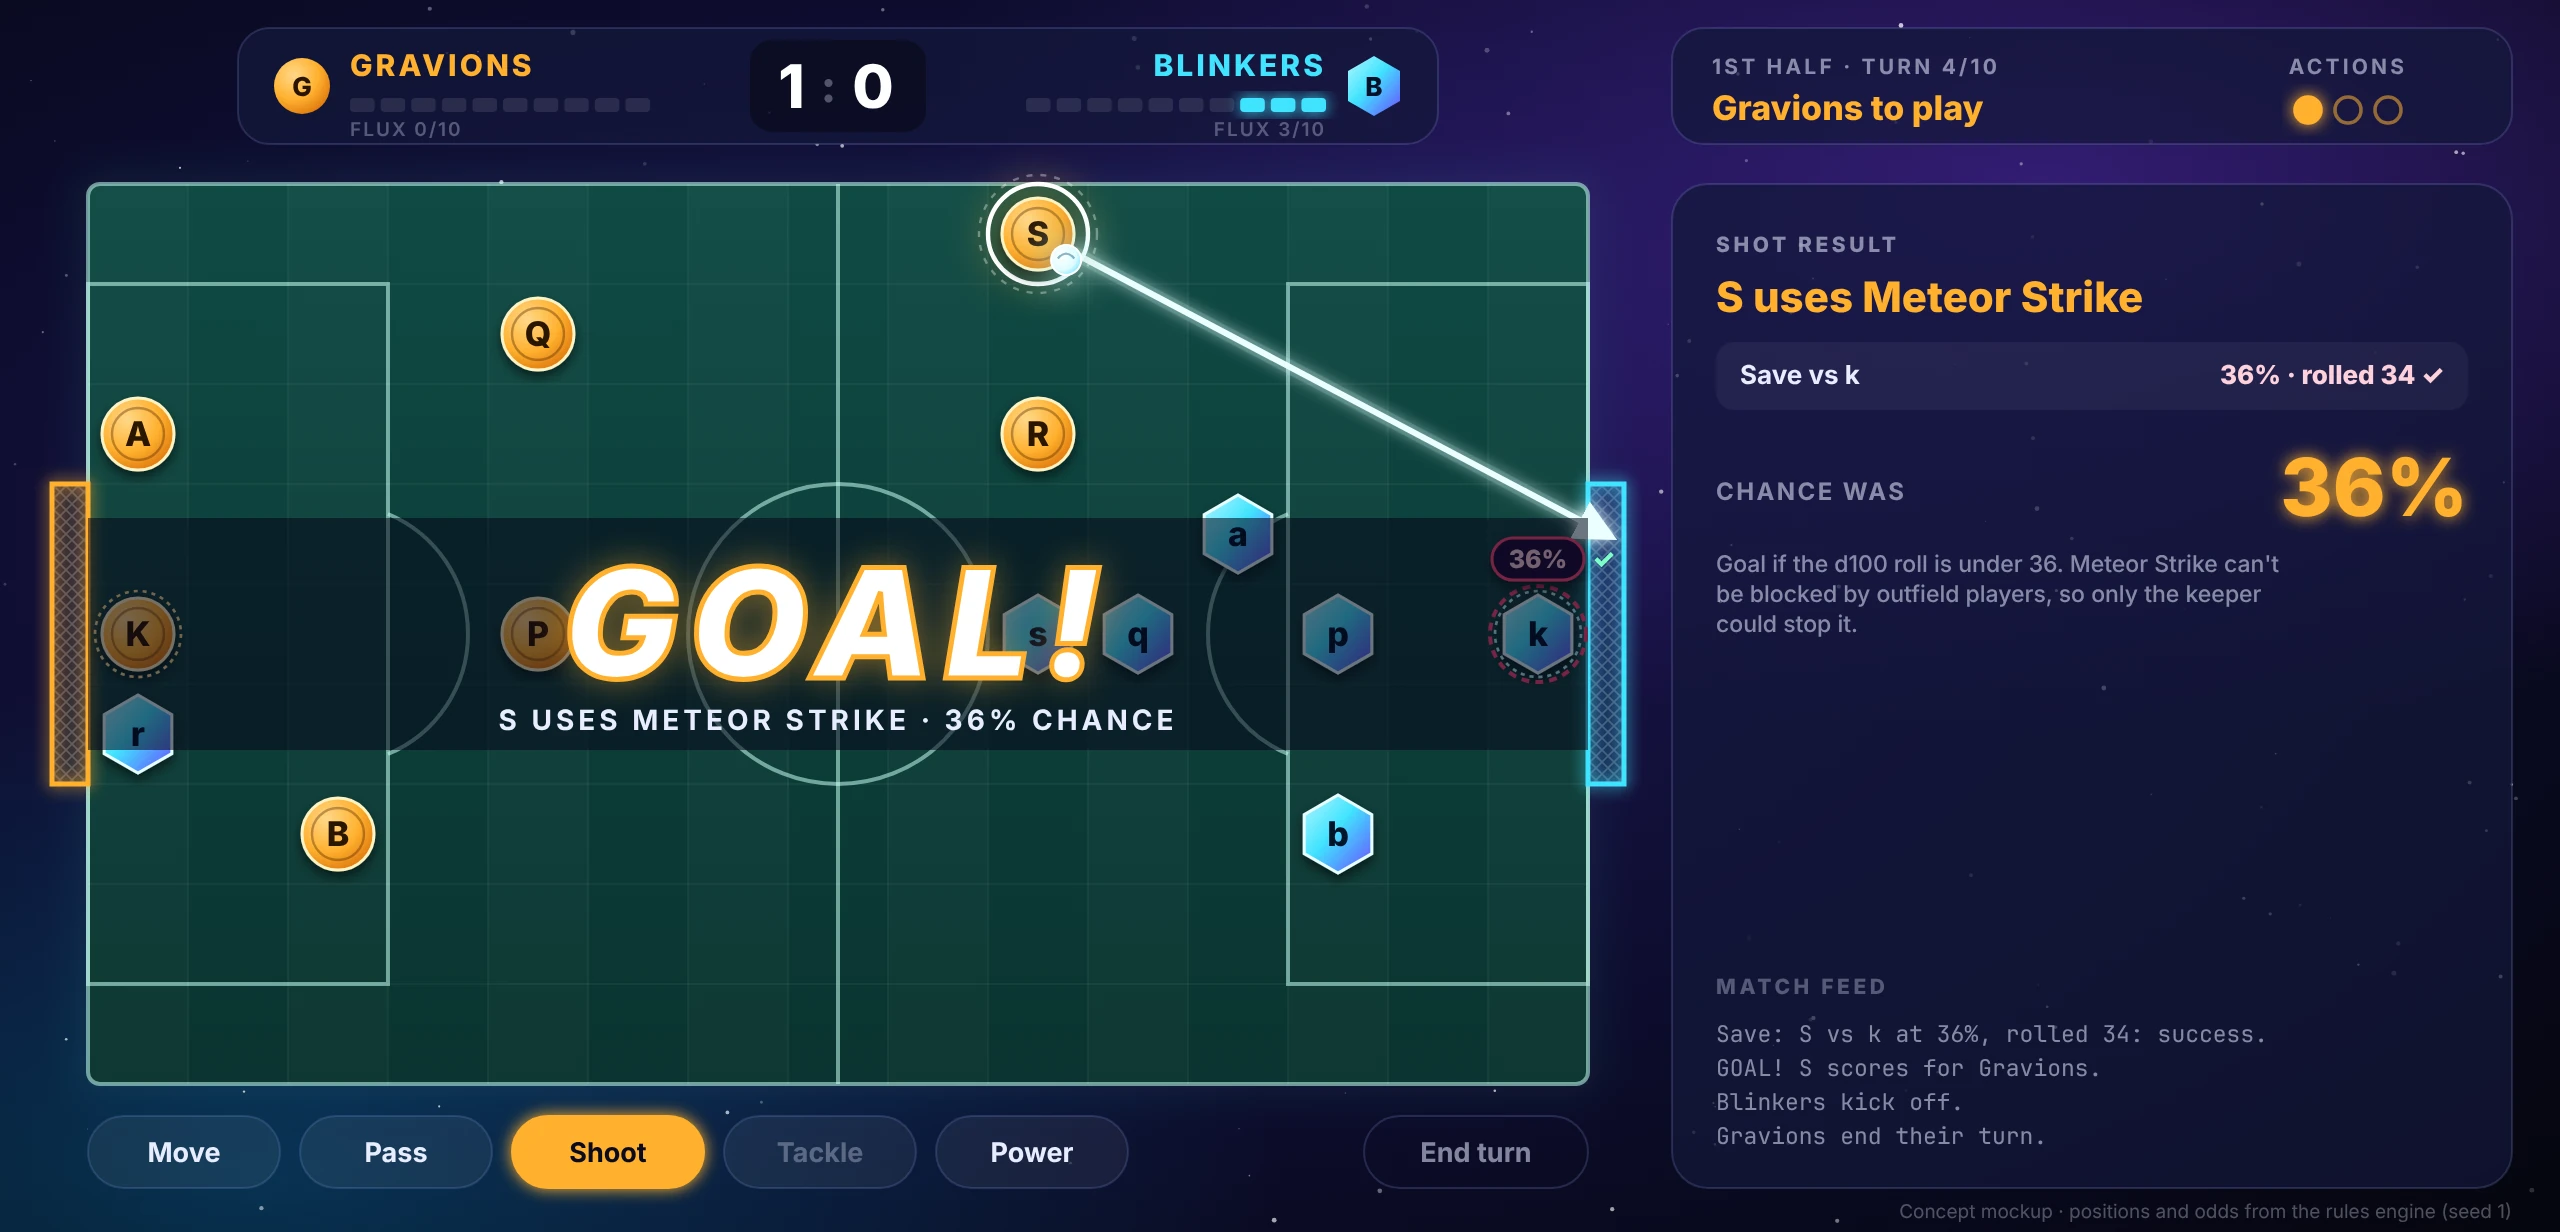 G
GRAVIONS
FLUX 0/10
1 : 0
BLINKERS
FLUX 3/10
B
1ST HALF · TURN 4/10
Gravions to play
ACTIONS
S
Q
A
R
a
36%
K
P
GOAL!
s
q
p
k
r
S USES METEOR STRIKE · 36% CHANCE
B
b
SHOT RESULT
S uses Meteor Strike
Save vs k
36% · rolled 34 ✓
CHANCE WAS
36%
Goal if the d100 roll is under 36. Meteor Strike can't
be blocked by outfield players, so only the keeper
could stop it.
MATCH FEED
Save: S vs k at 36%, rolled 34: success.
GOAL! S scores for Gravions.
Blinkers kick off.
Gravions end their turn.
Move
Pass
Shoot
Tackle
Power
End turn
Concept mockup · positions and odds from the rules engine (seed 1)